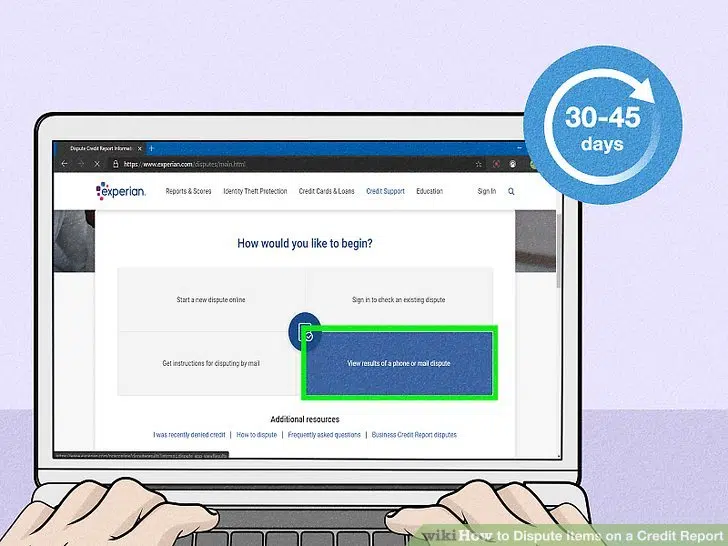 30-45
days
Dispute Credit Report Informati
https://www.experian.com/disputes/main.html
experian.
Reports & Scores Identity Theft Protection Credit Cards & Loans Credit Support Education Sign In
How would you like to begin?
Start a new dispute online Sign in to check an existing dispute
Get instructions for disputing by mail View results of a phone or mail dispute
Additional resources
I was recently denied credit | How to dispute | Frequently asked questions | Business Credit Report disputes
wikiHow to Dispute Items on a Credit Report